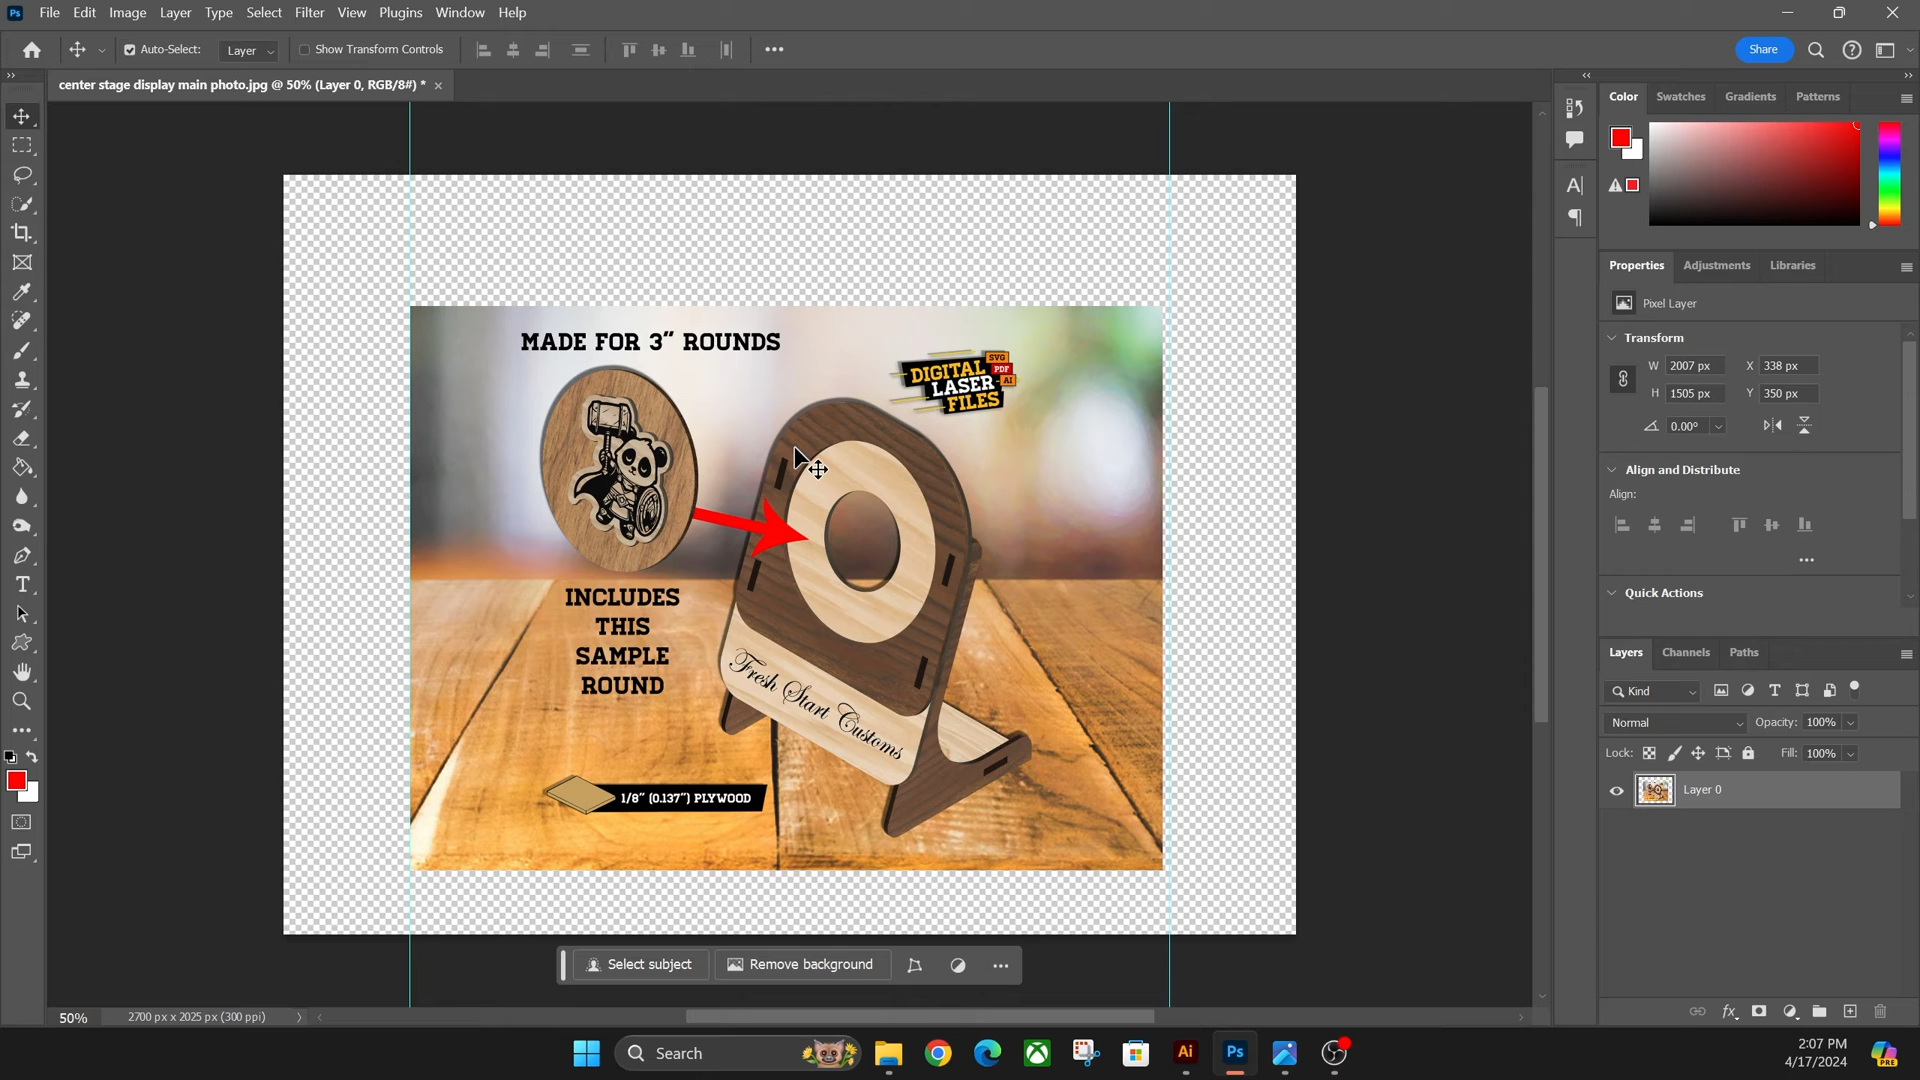 Ps File Edit Image Layer Type Select Filter View Plugins Window Help
Auto-Select: Layer Show Transform Controls Share
center stage display main photo.jpg @ 50% (Layer 0, RGB/8#) *
Color Swatches Gradients Patterns
Properties Adjustments Libraries
Pixel Layer
Transform
W 2007 px X 338 px
H 1505 px Y 350 px
0.00°
Align and Distribute
Align:
Quick Actions
Layers Channels Paths
Kind
Normal Opacity: 100%
Lock: Fill: 100%
Layer 0
MADE FOR 3” ROUNDS
DIGITAL
LASER
FILES
SVG
PDF
AI
INCLUDES
THIS
SAMPLE
ROUND
Fresh Start Customs
1/8” (0.137”) PLYWOOD
Select subject Remove background
50% 2700 px x 2025 px (300 ppi)
Search
Ai Ps
2:07 PM
4/17/2024
PRE